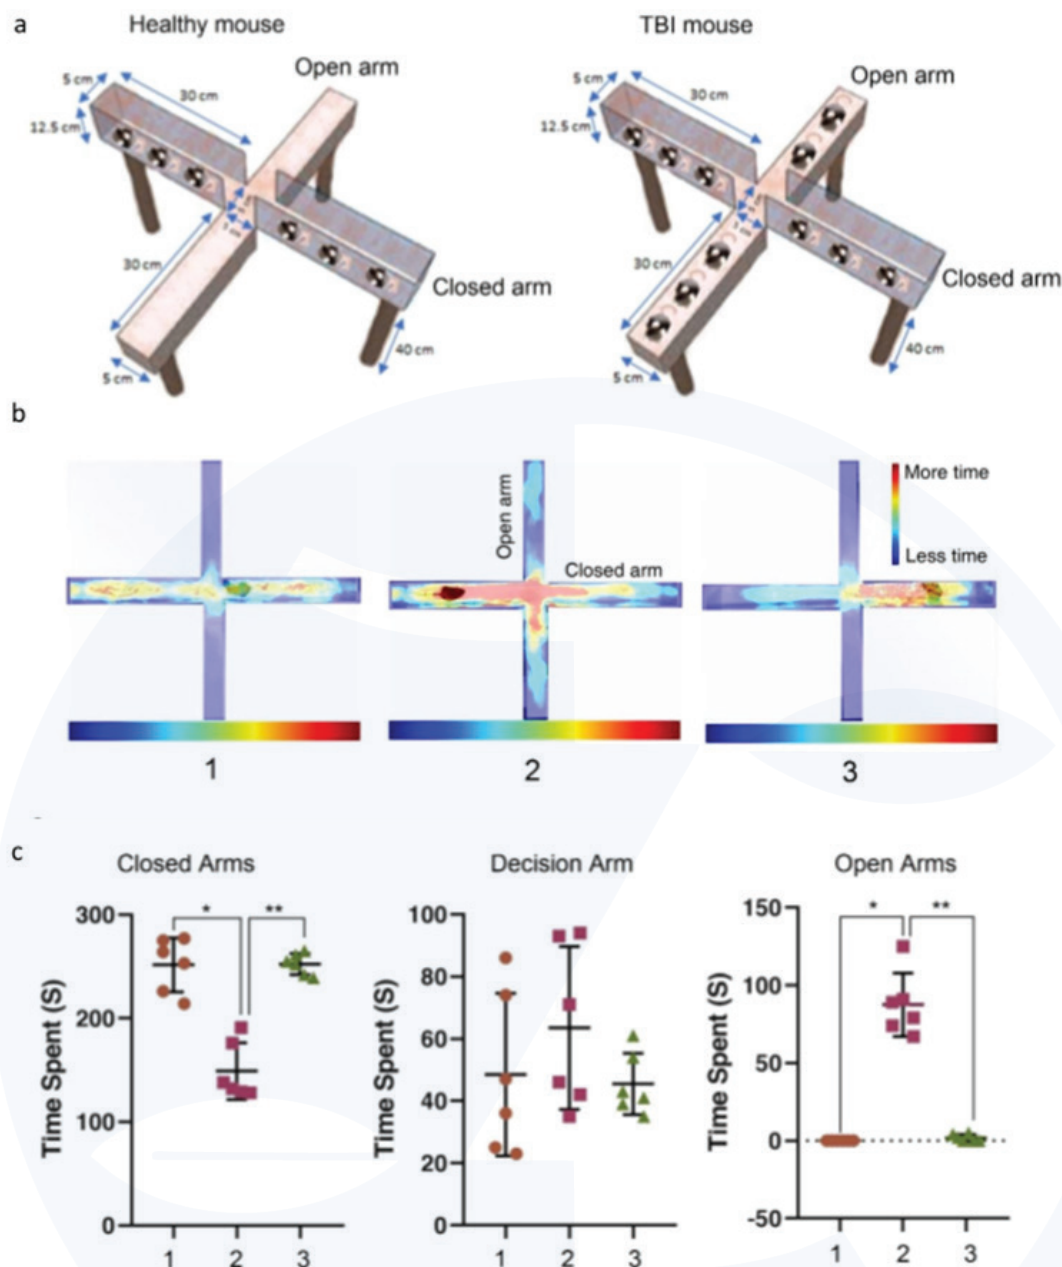 a
Healthy mouse
TBI mouse
Open arm
Open arm
5 cm
30 cm
12.5 cm
30 cm
Closed arm
40 cm
5 cm
5 cm
30 cm
12.5 cm
30 cm
Closed arm
40 cm
5 cm
b
Open arm
Closed arm
More time
Less time
1
2
3
c
Closed Arms
Time Spent (S)
300
200
100
0
* **
1 2 3
Decision Arm
Time Spent (S)
100
80
60
40
20
0
1 2 3
Open Arms
Time Spent (S)
150
100
50
0
-50
* **
1 2 3